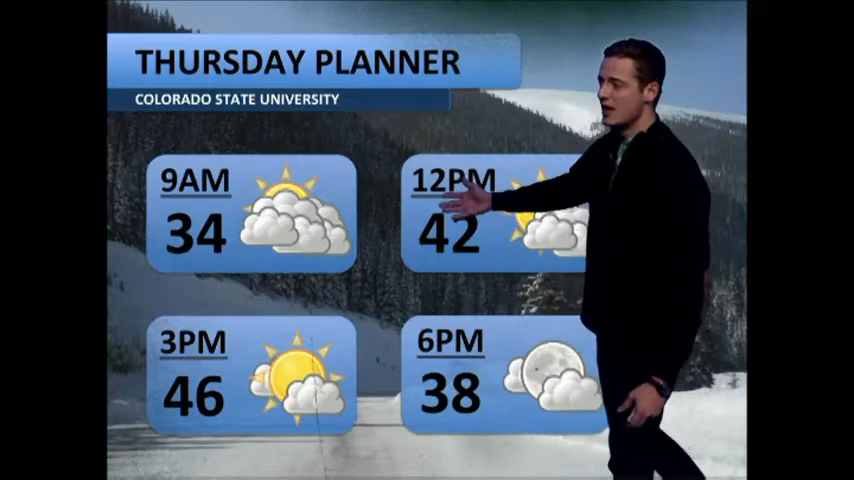 THURSDAY PLANNER
COLORADO STATE UNIVERSITY
9AM
34
12PM
42
3PM
46
6PM
38